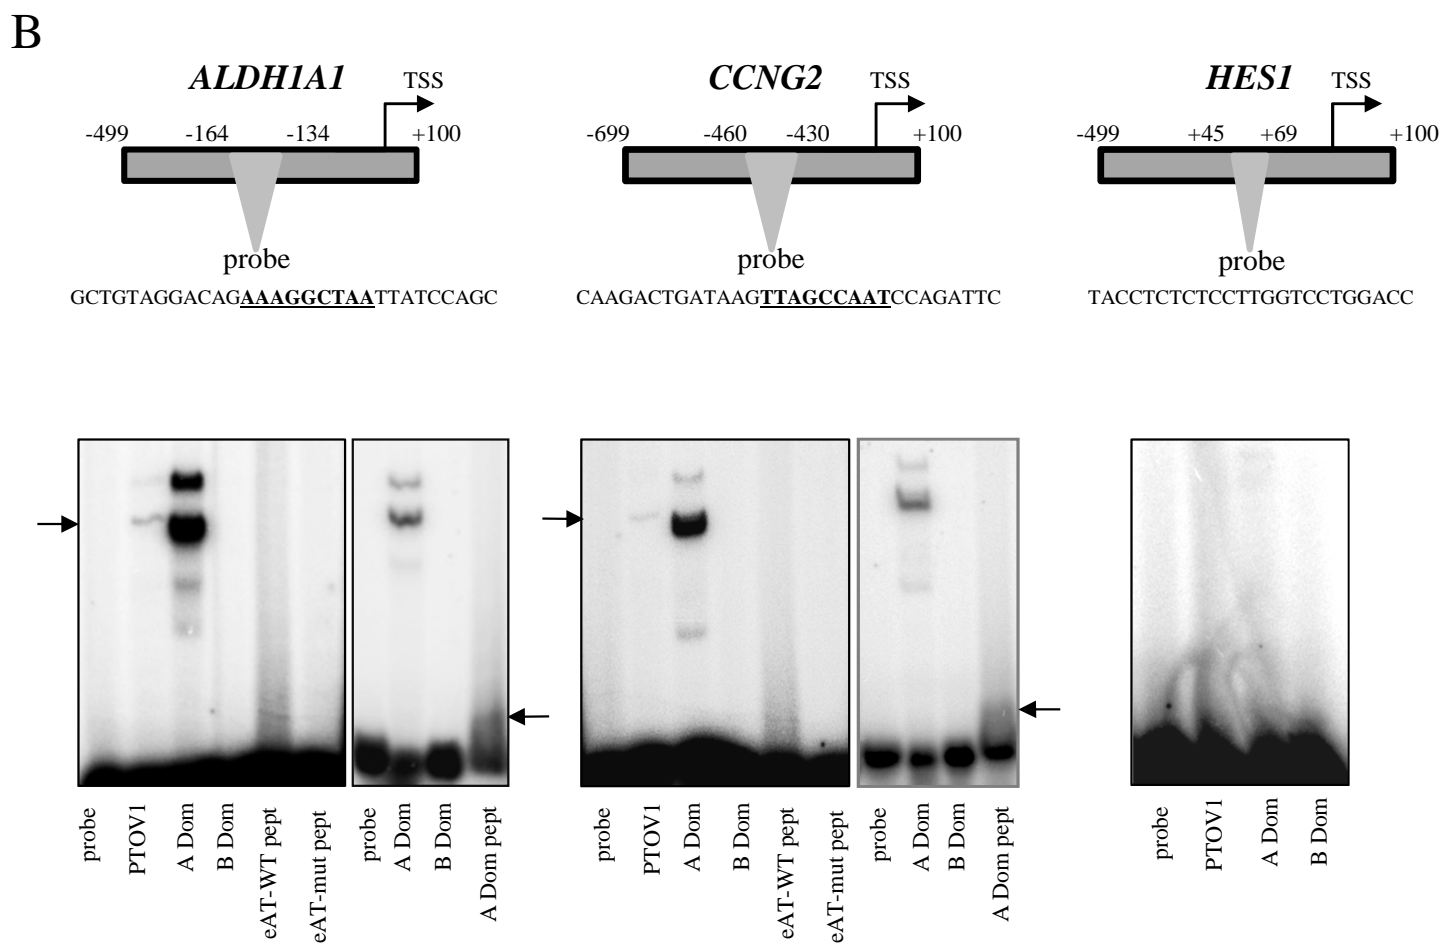 B
ALDH1A1 TSS
-499 -164 -134 +100
probe
GCTGTAGGACAGAAAGGCTAATTATCCAGC
CCNG2 TSS
-699 -460 -430 +100
probe
CAAGACTGATAAGTTAGCCAATCCAGATTC
HES1 TSS
-499 +45 +69 +100
probe
TACCTCTCTCCTTGGTCCTGGACC
probe
PTOV1
A Dom
B Dom
eAT-WT pept
eAT-mut pept
probe
A Dom
B Dom
A Dom pept
probe
PTOV1
A Dom
B Dom
eAT-WT pept
eAT-mut pept
probe
A Dom
B Dom
A Dom pept
probe
PTOV1
A Dom
B Dom